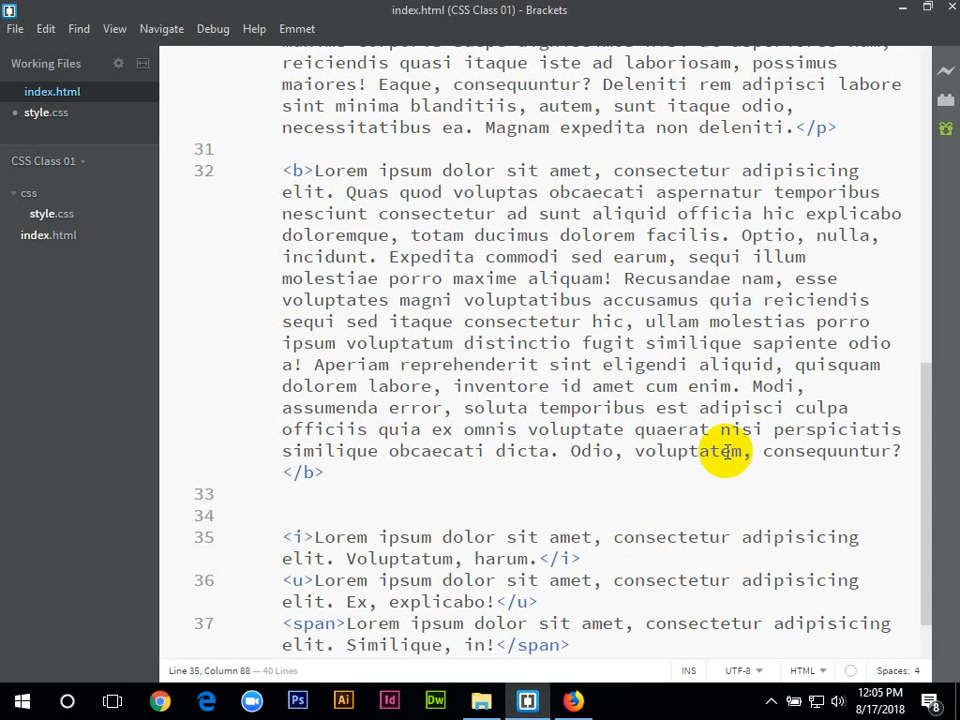 index.html (CSS Class 01) - Brackets
File Edit Find View Navigate Debug Help Emmet
Working Files
index.html
style.css
CSS Class 01
css
style.css
index.html
reiciendis quasi itaque iste ad laboriosam, possimus
maiores! Eaque, consequuntur? Deleniti rem adipisci labore
sint minima blanditiis, autem, sunt itaque odio,
necessitatibus ea. Magnam expedita non deleniti.</p>
31
32 <b>Lorem ipsum dolor sit amet, consectetur adipisicing
elit. Quas quod voluptas obcaecati aspernatur temporibus
nesciunt consectetur ad sunt aliquid officia hic explicabo
doloremque, totam ducimus dolorem facilis. Optio, nulla,
incidunt. Expedita commodi sed earum, sequi illum
molestiae porro maxime aliquam! Recusandae nam, esse
voluptates magni voluptatibus accusamus quia reiciendis
sequi sed itaque consectetur hic, ullam molestias porro
ipsum voluptatum distinctio fugit similique sapiente odio
a! Aperiam reprehenderit sint eligendi aliquid, quisquam
dolorem labore, inventore id amet cum enim. Modi,
assumenda error, soluta temporibus est adipisci culpa
officiis quia ex omnis voluptate quaerat nisi perspiciatis
similique obcaecati dicta. Odio, voluptatem, consequuntur?
</b>
33
34
35 <i>Lorem ipsum dolor sit amet, consectetur adipisicing
elit. Voluptatum, harum.</i>
36 <u>Lorem ipsum dolor sit amet, consectetur adipisicing
elit. Ex, explicabo!</u>
37 <span>Lorem ipsum dolor sit amet, consectetur adipisicing
elit. Similique, in!</span>
Line 35, Column 88 — 40 Lines
INS UTF-8 HTML Spaces: 4
Ps Ai Id Dw
12:05 PM
8/17/2018
8